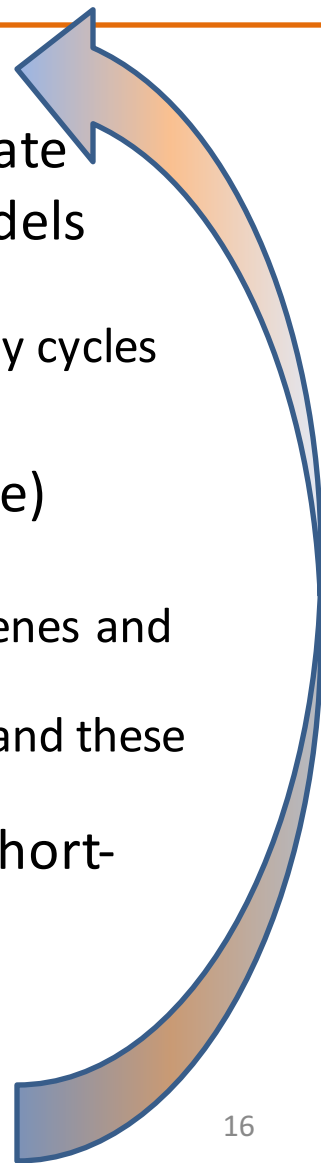 ate
dels
y cycles
e)
enes and
and these
hort-
16